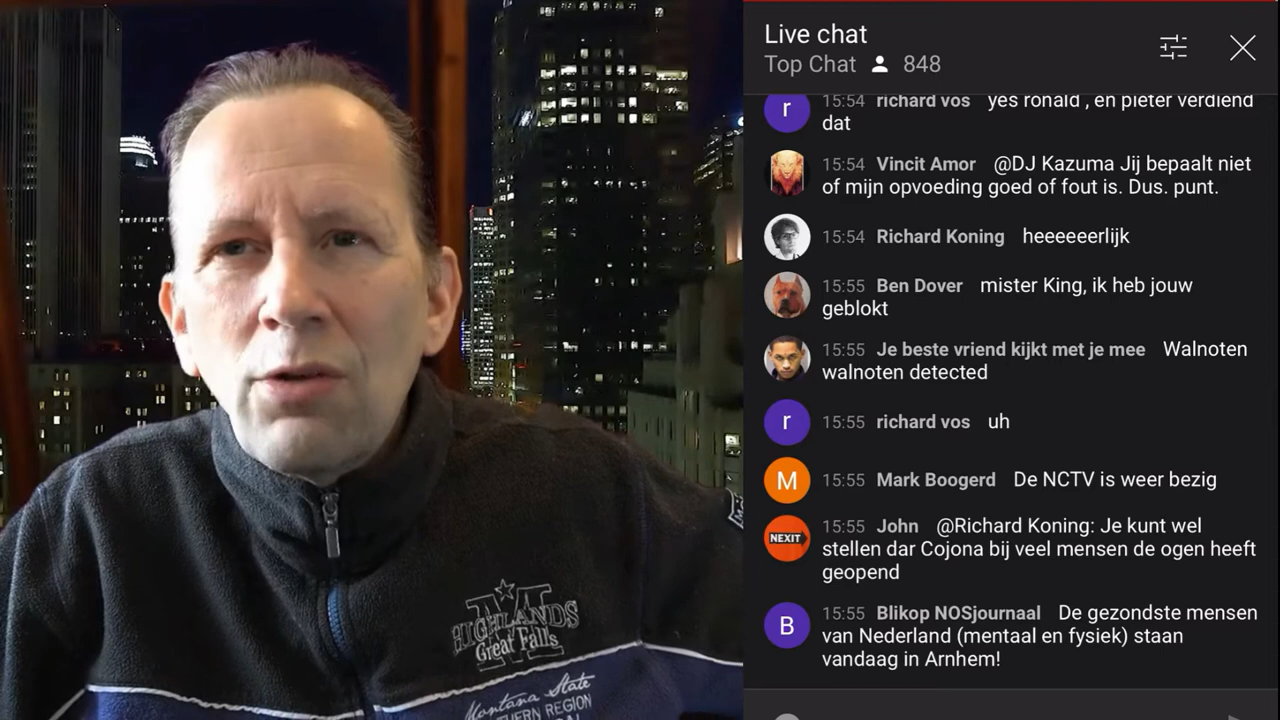 Live chat
Top Chat 848
15:54 richard vos yes ronald , en pieter verdiend
dat
15:54 Vincit Amor @DJ Kazuma Jij bepaalt niet
of mijn opvoeding goed of fout is. Dus. punt.
15:54 Richard Koning heeeeeerlijk
15:55 Ben Dover mister King, ik heb jouw
geblokt
15:55 Je beste vriend kijkt met je mee Walnoten
walnoten detected
15:55 richard vos uh
15:55 Mark Boogerd De NCTV is weer bezig
15:55 John @Richard Koning: Je kunt wel
stellen dar Cojona bij veel mensen de ogen heeft
geopend
15:55 Blikop NOSjournaal De gezondste mensen
van Nederland (mentaal en fysiek) staan
vandaag in Arnhem!
r
r
M
NEXIT
B
M
HIGHLANDS
Great Falls
Montana State